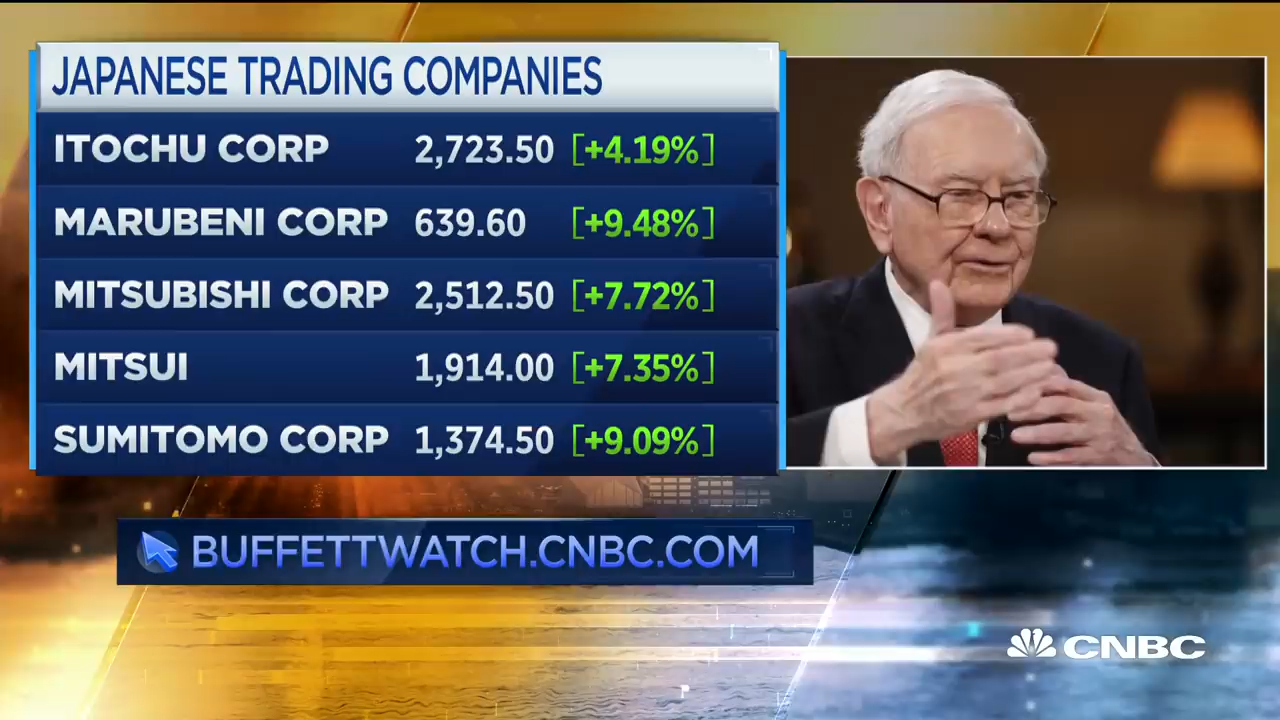 JAPANESE TRADING COMPANIES
ITOCHU CORP 2,723.50 [+4.19%]
MARUBENI CORP 639.60 [+9.48%]
MITSUBISHI CORP 2,512.50 [+7.72%]
MITSUI 1,914.00 [+7.35%]
SUMITOMO CORP 1,374.50 [+9.09%]
BUFFETTWATCH.CNBC.COM
CNBC